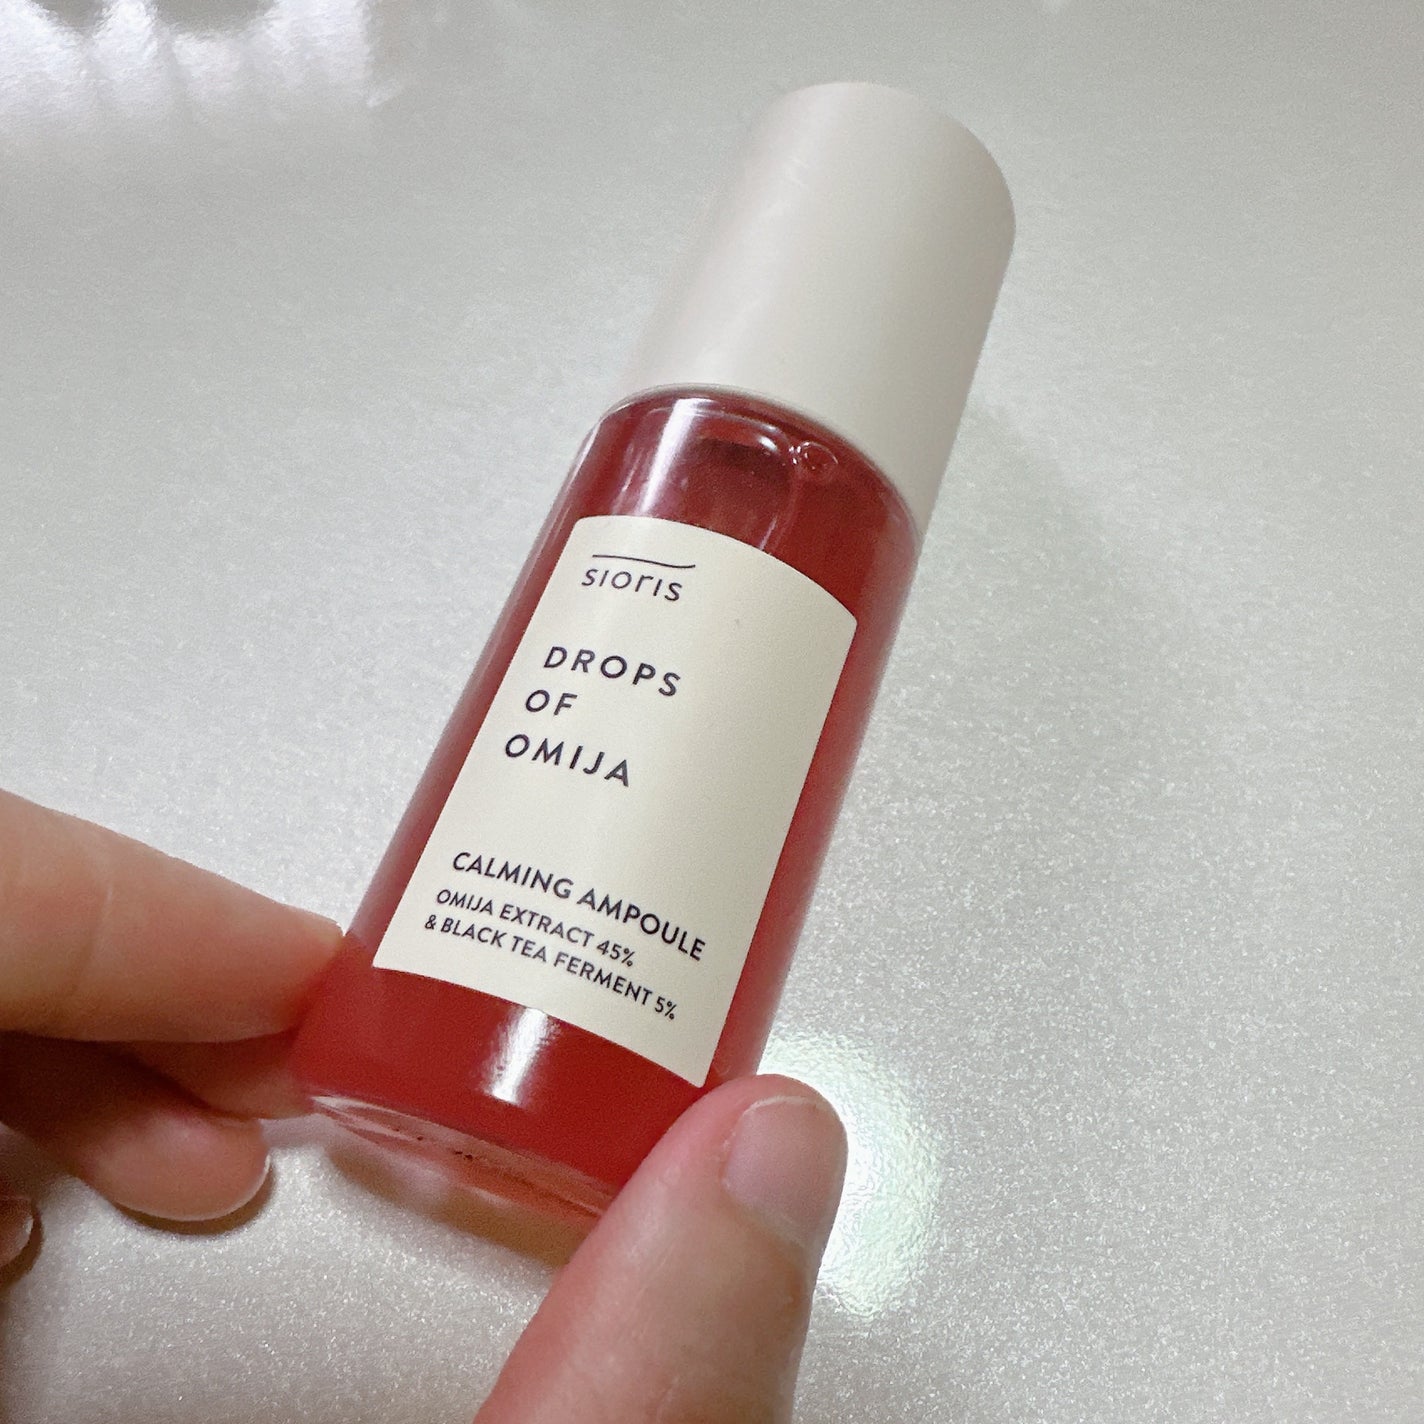 sioris
DROPS
OF
OMIJA
CALMING AMPOULE
OMIJA EXTRACT 45%
& BLACK TEA FERMENT 5%